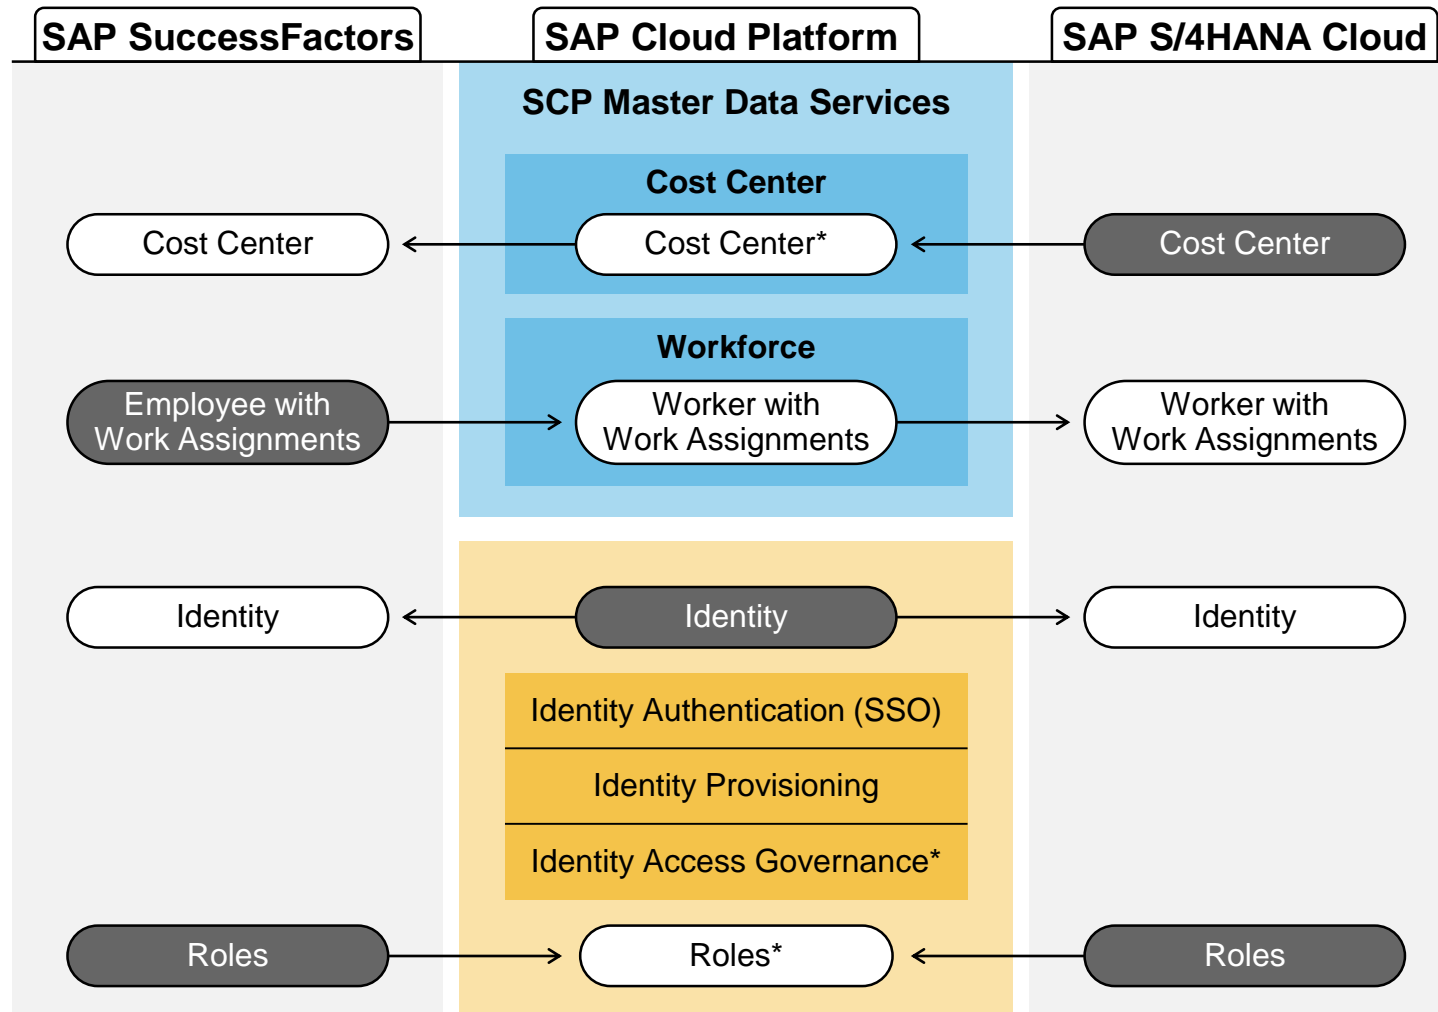 SAP SuccessFactors
SAP Cloud Platform
SAP S/4HANA Cloud
SCP Master Data Services
Cost Center
Cost Center
Cost Center*
Cost Center
Workforce
Employee with
Work Assignments
Worker with
Work Assignments
Worker with
Work Assignments
Identity
Identity
Identity
Identity Authentication (SSO)
Identity Provisioning
Identity Access Governance*
Roles
Roles*
Roles